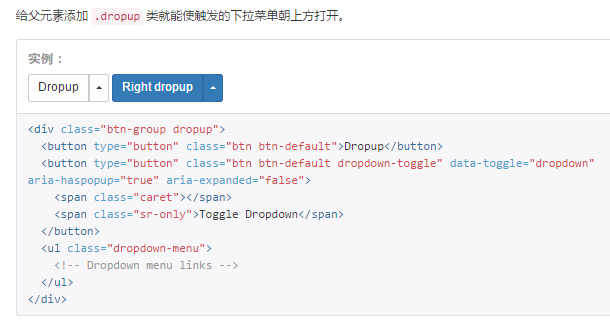 给父元素添加 .dropup 类就能使触发的下拉菜单朝上方打开。
实例：
Dropup Right dropup
<div class="btn-group dropup">
<button type="button" class="btn btn-default">Dropup</button>
<button type="button" class="btn btn-default dropdown-toggle" data-toggle="dropdown"
aria-haspopup="true" aria-expanded="false">
<span class="caret"></span>
<span class="sr-only">Toggle Dropdown</span>
</button>
<ul class="dropdown-menu">
<!-- Dropdown menu links -->
</ul>
</div>